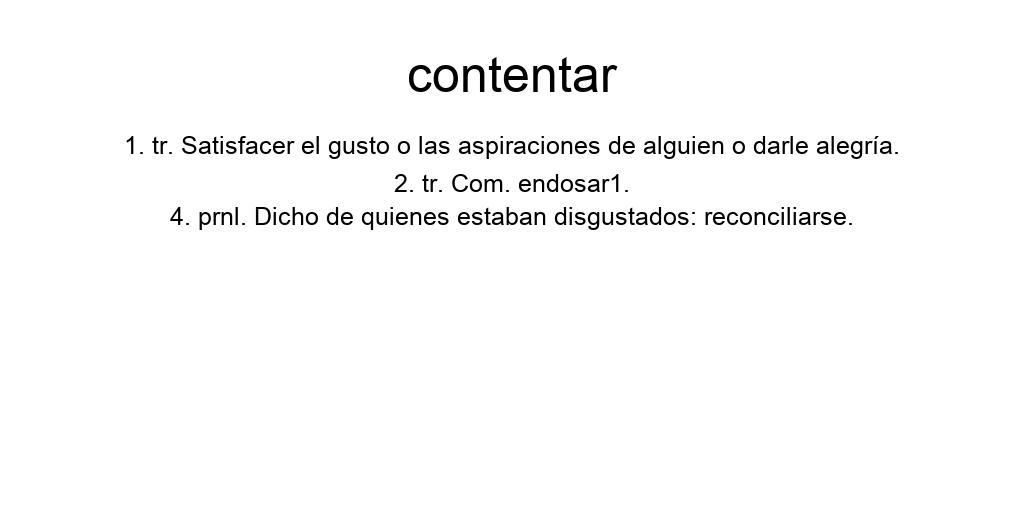 contentar
1. tr. Satisfacer el gusto o las aspiraciones de alguien o darle alegría.
2. tr. Com. endosar1.
4. prnl. Dicho de quienes estaban disgustados: reconciliarse.